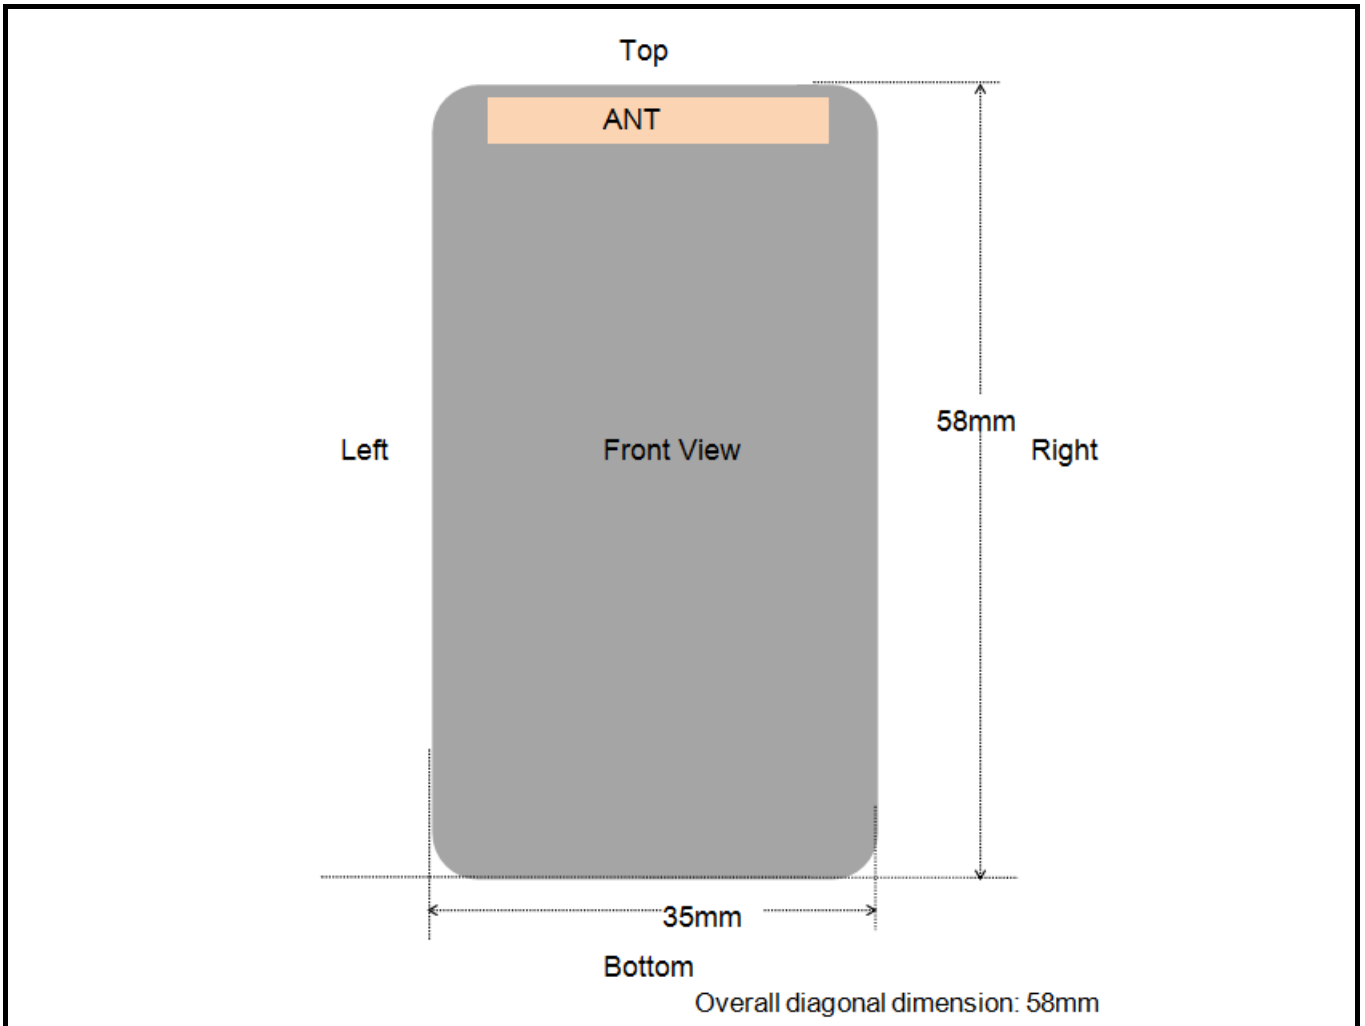 Top
ANT
58mm
Left
Front View
Right
35mm
Bottom
Overall diagonal dimension: 58mm